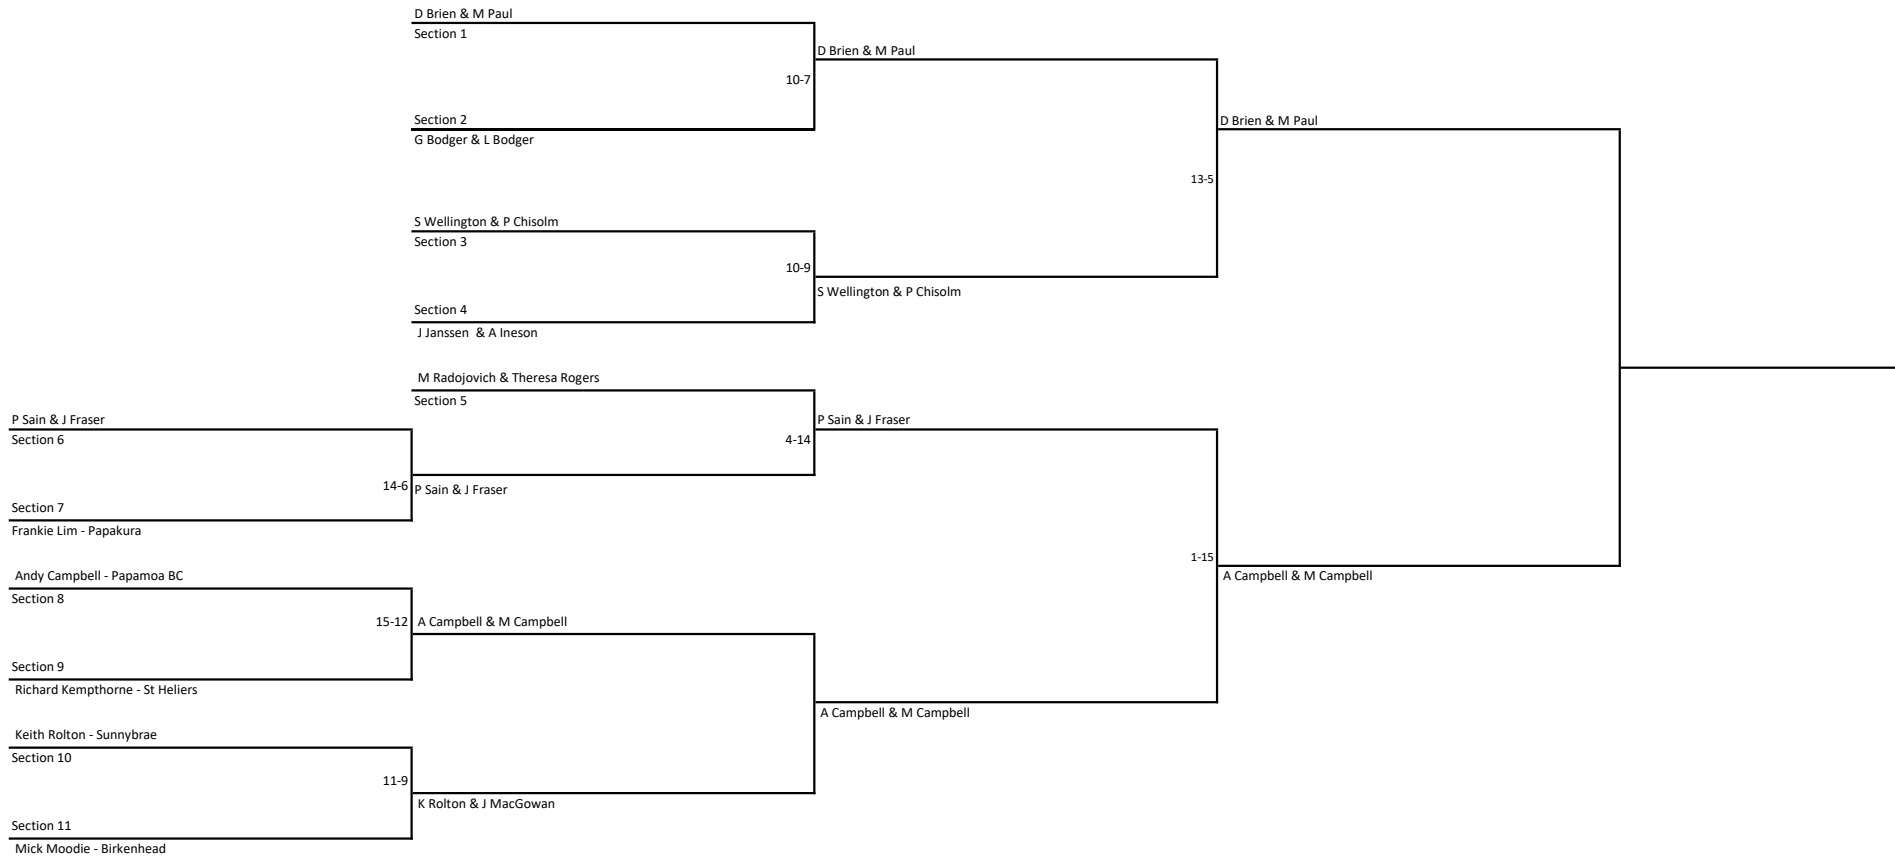 D Brien & M Paul
Section 1
D Brien & M Paul
10-7
Section 2
G Bodger & L Bodger
D Brien & M Paul
13-5
S Wellington & P Chisolm
Section 3
10-9
S Wellington & P Chisolm
Section 4
J Janssen & A Ineson
M Radojovich & Theresa Rogers
Section 5
P Sain & J Fraser
P Sain & J Fraser
Section 6
4-14
14-6
P Sain & J Fraser
Section 7
Frankie Lim - Papakura
1-15
A Campbell & M Campbell
Andy Campbell - Papamoa BC
Section 8
15-12
A Campbell & M Campbell
Section 9
Richard Kempthorne - St Heliers
A Campbell & M Campbell
Keith Rolton - Sunnybrae
Section 10
11-9
K Rolton & J MacGowan
Section 11
Mick Moodie - Birkenhead